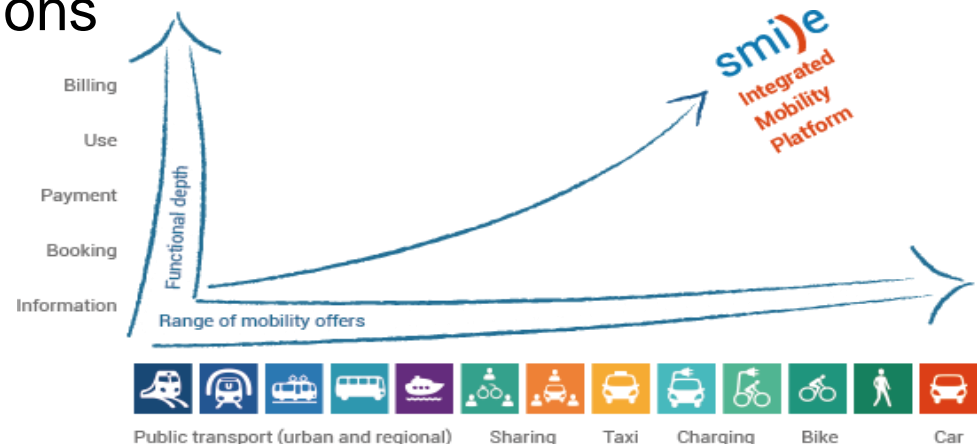 ons
smile
Integrated
Mobility
Platform
Billing
Use
Payment
Booking
Information
Functional depth
Range of mobility offers
U
Public transport (urban and regional)
Sharing
Taxi
Charging
Bike
Car